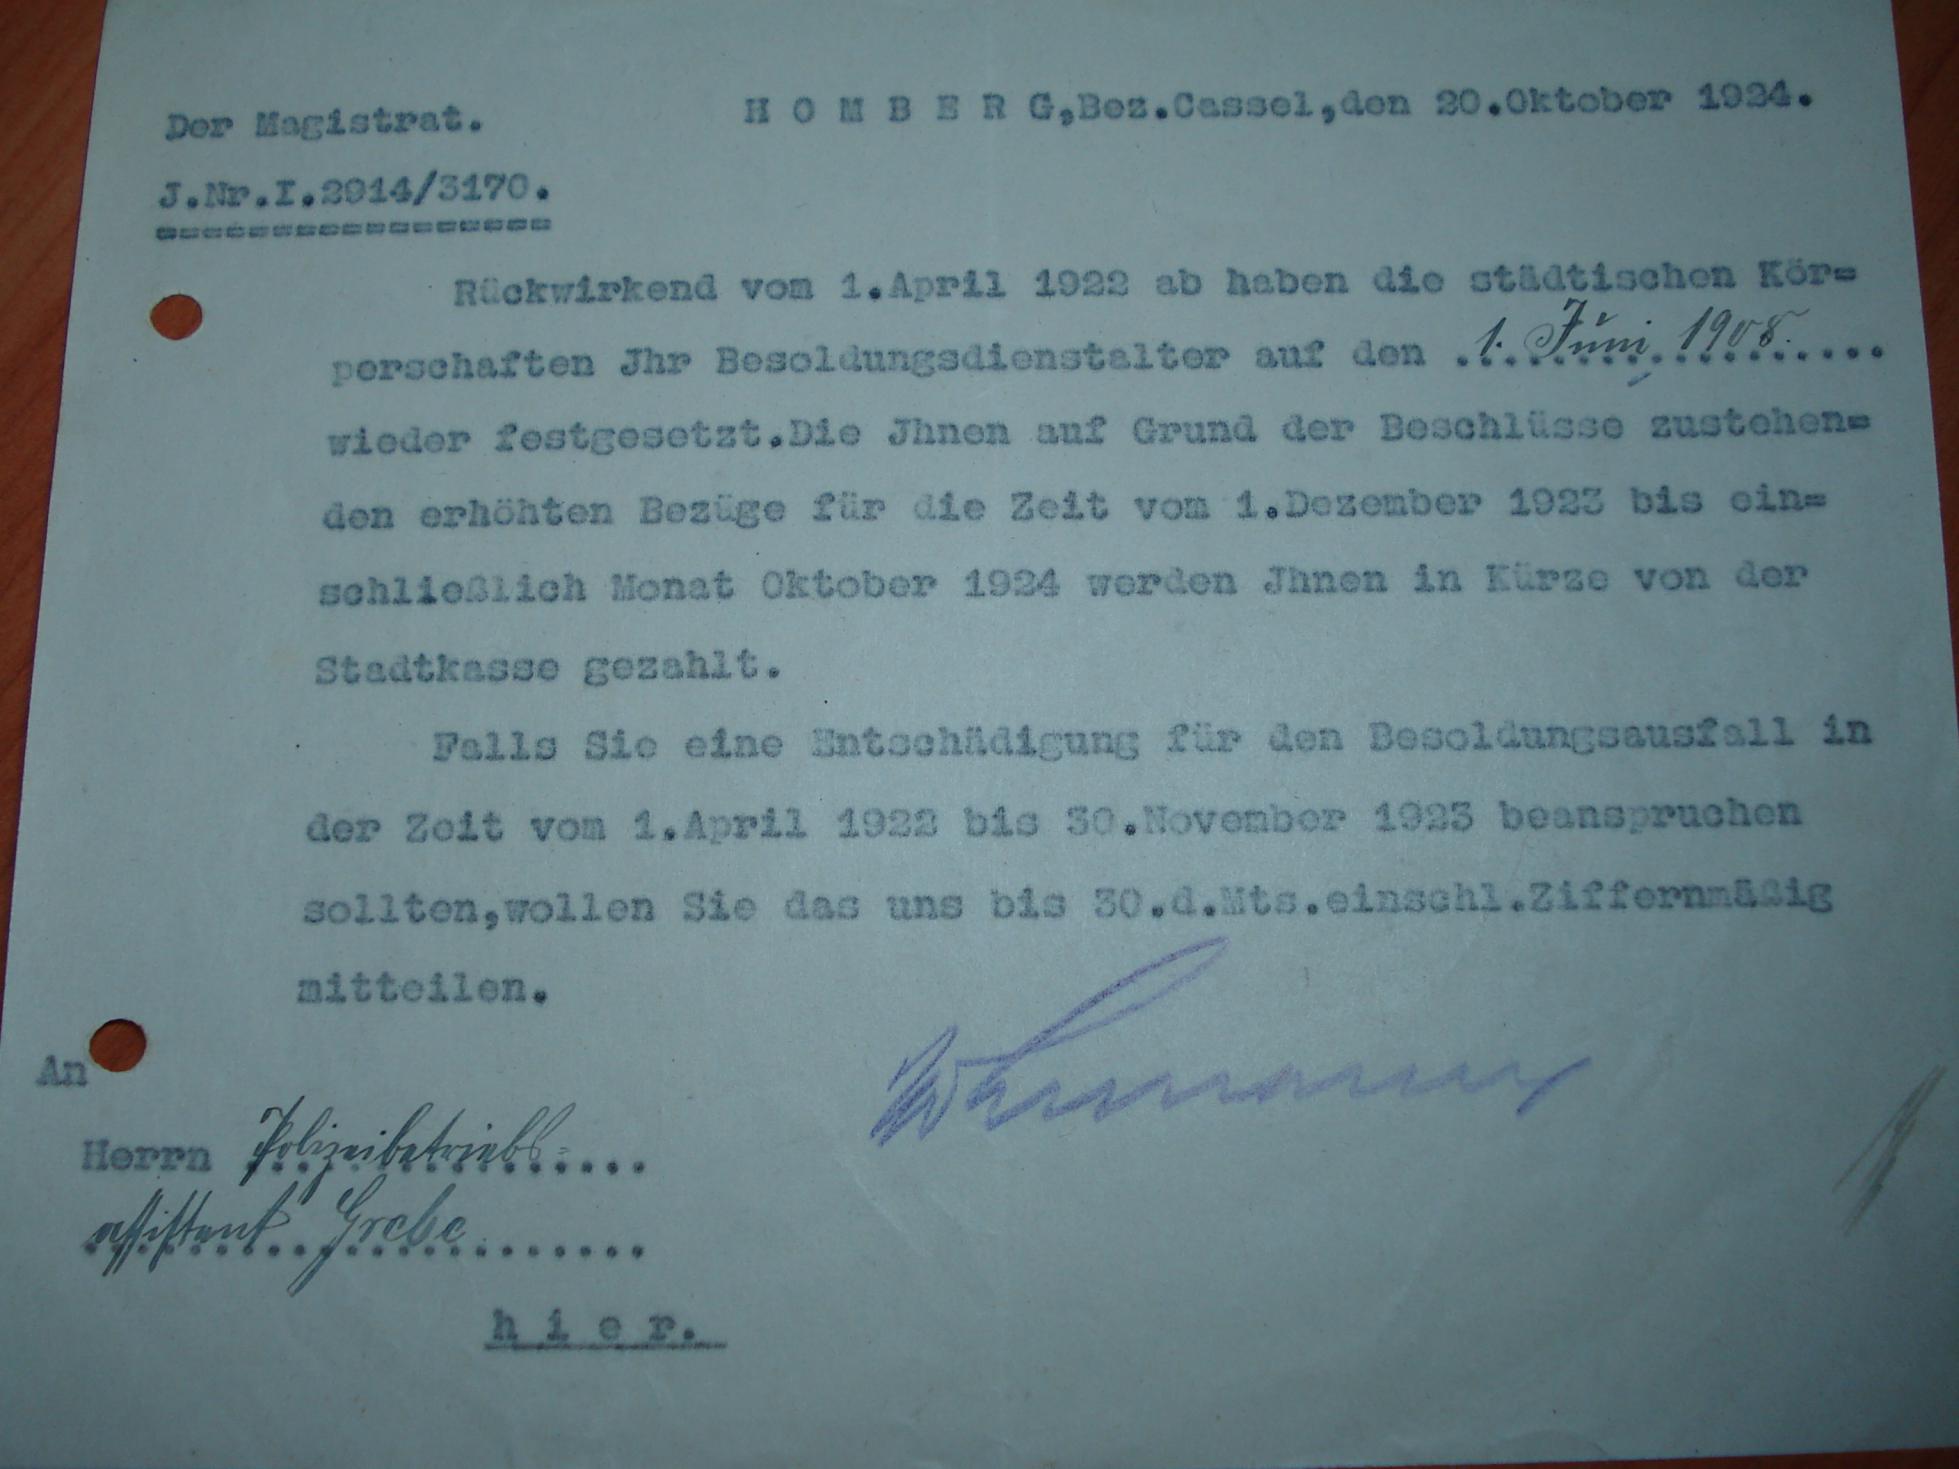 Der Magistrat.
H O M B E R G,Bez.Cassel,den 20.Oktober 1924.
J.Nr.I.2914/3170.
=================
Rückwirkend vom 1.April 1922 ab haben die städtischen Kör=
perschaften Jhr Besoldungsdienstalter auf den 1. Juni 1908.
wieder festgesetzt.Die Jhnen auf Grund der Beschlüsse zustehen=
den erhöhten Bezüge für die Zeit vom 1.Dezember 1923 bis ein=
schließlich Monat Oktober 1924 werden Jhnen in Kürze von der
Stadtkasse gezahlt.
Falls Sie eine Entschädigung für den Besoldungsausfall in
der Zeit vom 1.April 1922 bis 30.November 1923 beanspruchen
sollten,wollen Sie das uns bis 30.d.Mts.einschl.Ziffernmäßig
mitteilen.
An
Herrn Polizeibetriebs=
assistent Grebe
h i e r.